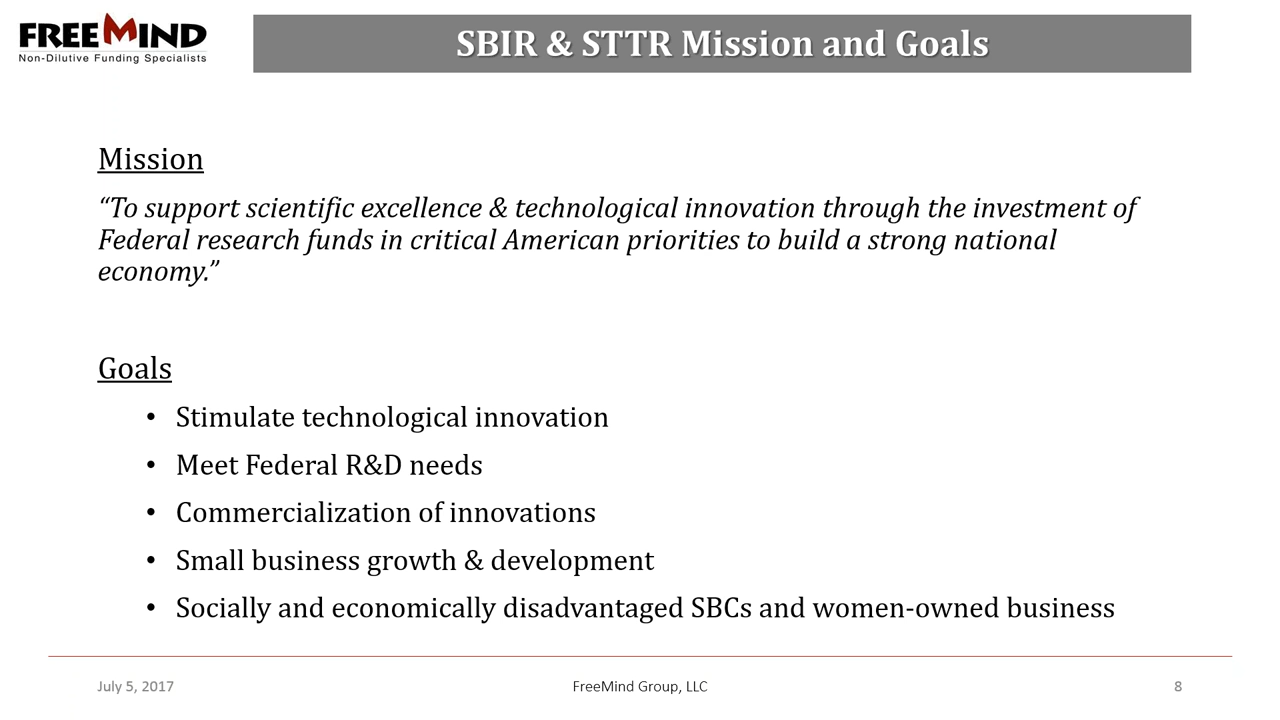 FREEMIND
Non-Dilutive Funding Specialists
SBIR & STTR Mission and Goals
Mission
“To support scientific excellence & technological innovation through the investment of
Federal research funds in critical American priorities to build a strong national
economy.”
Goals
• Stimulate technological innovation
• Meet Federal R&D needs
• Commercialization of innovations
• Small business growth & development
• Socially and economically disadvantaged SBCs and women-owned business
July 5, 2017
FreeMind Group, LLC
8